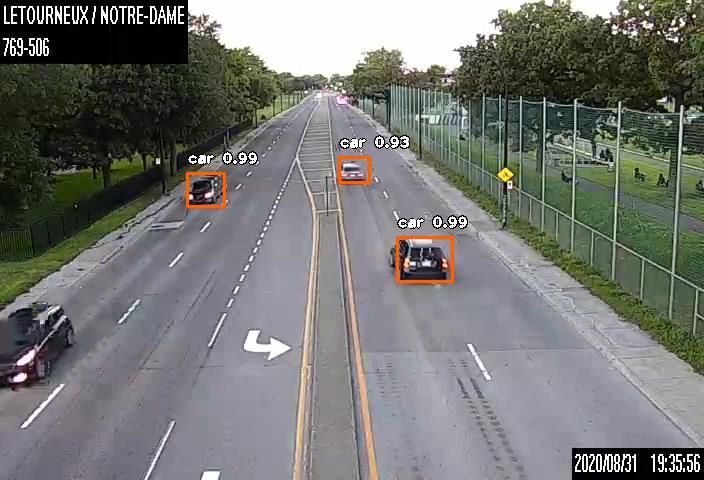 LETOURNEUX / NOTRE-DAME
769-506
car 0.99
car 0.93
car 0.99
2020/08/31 19:35:56